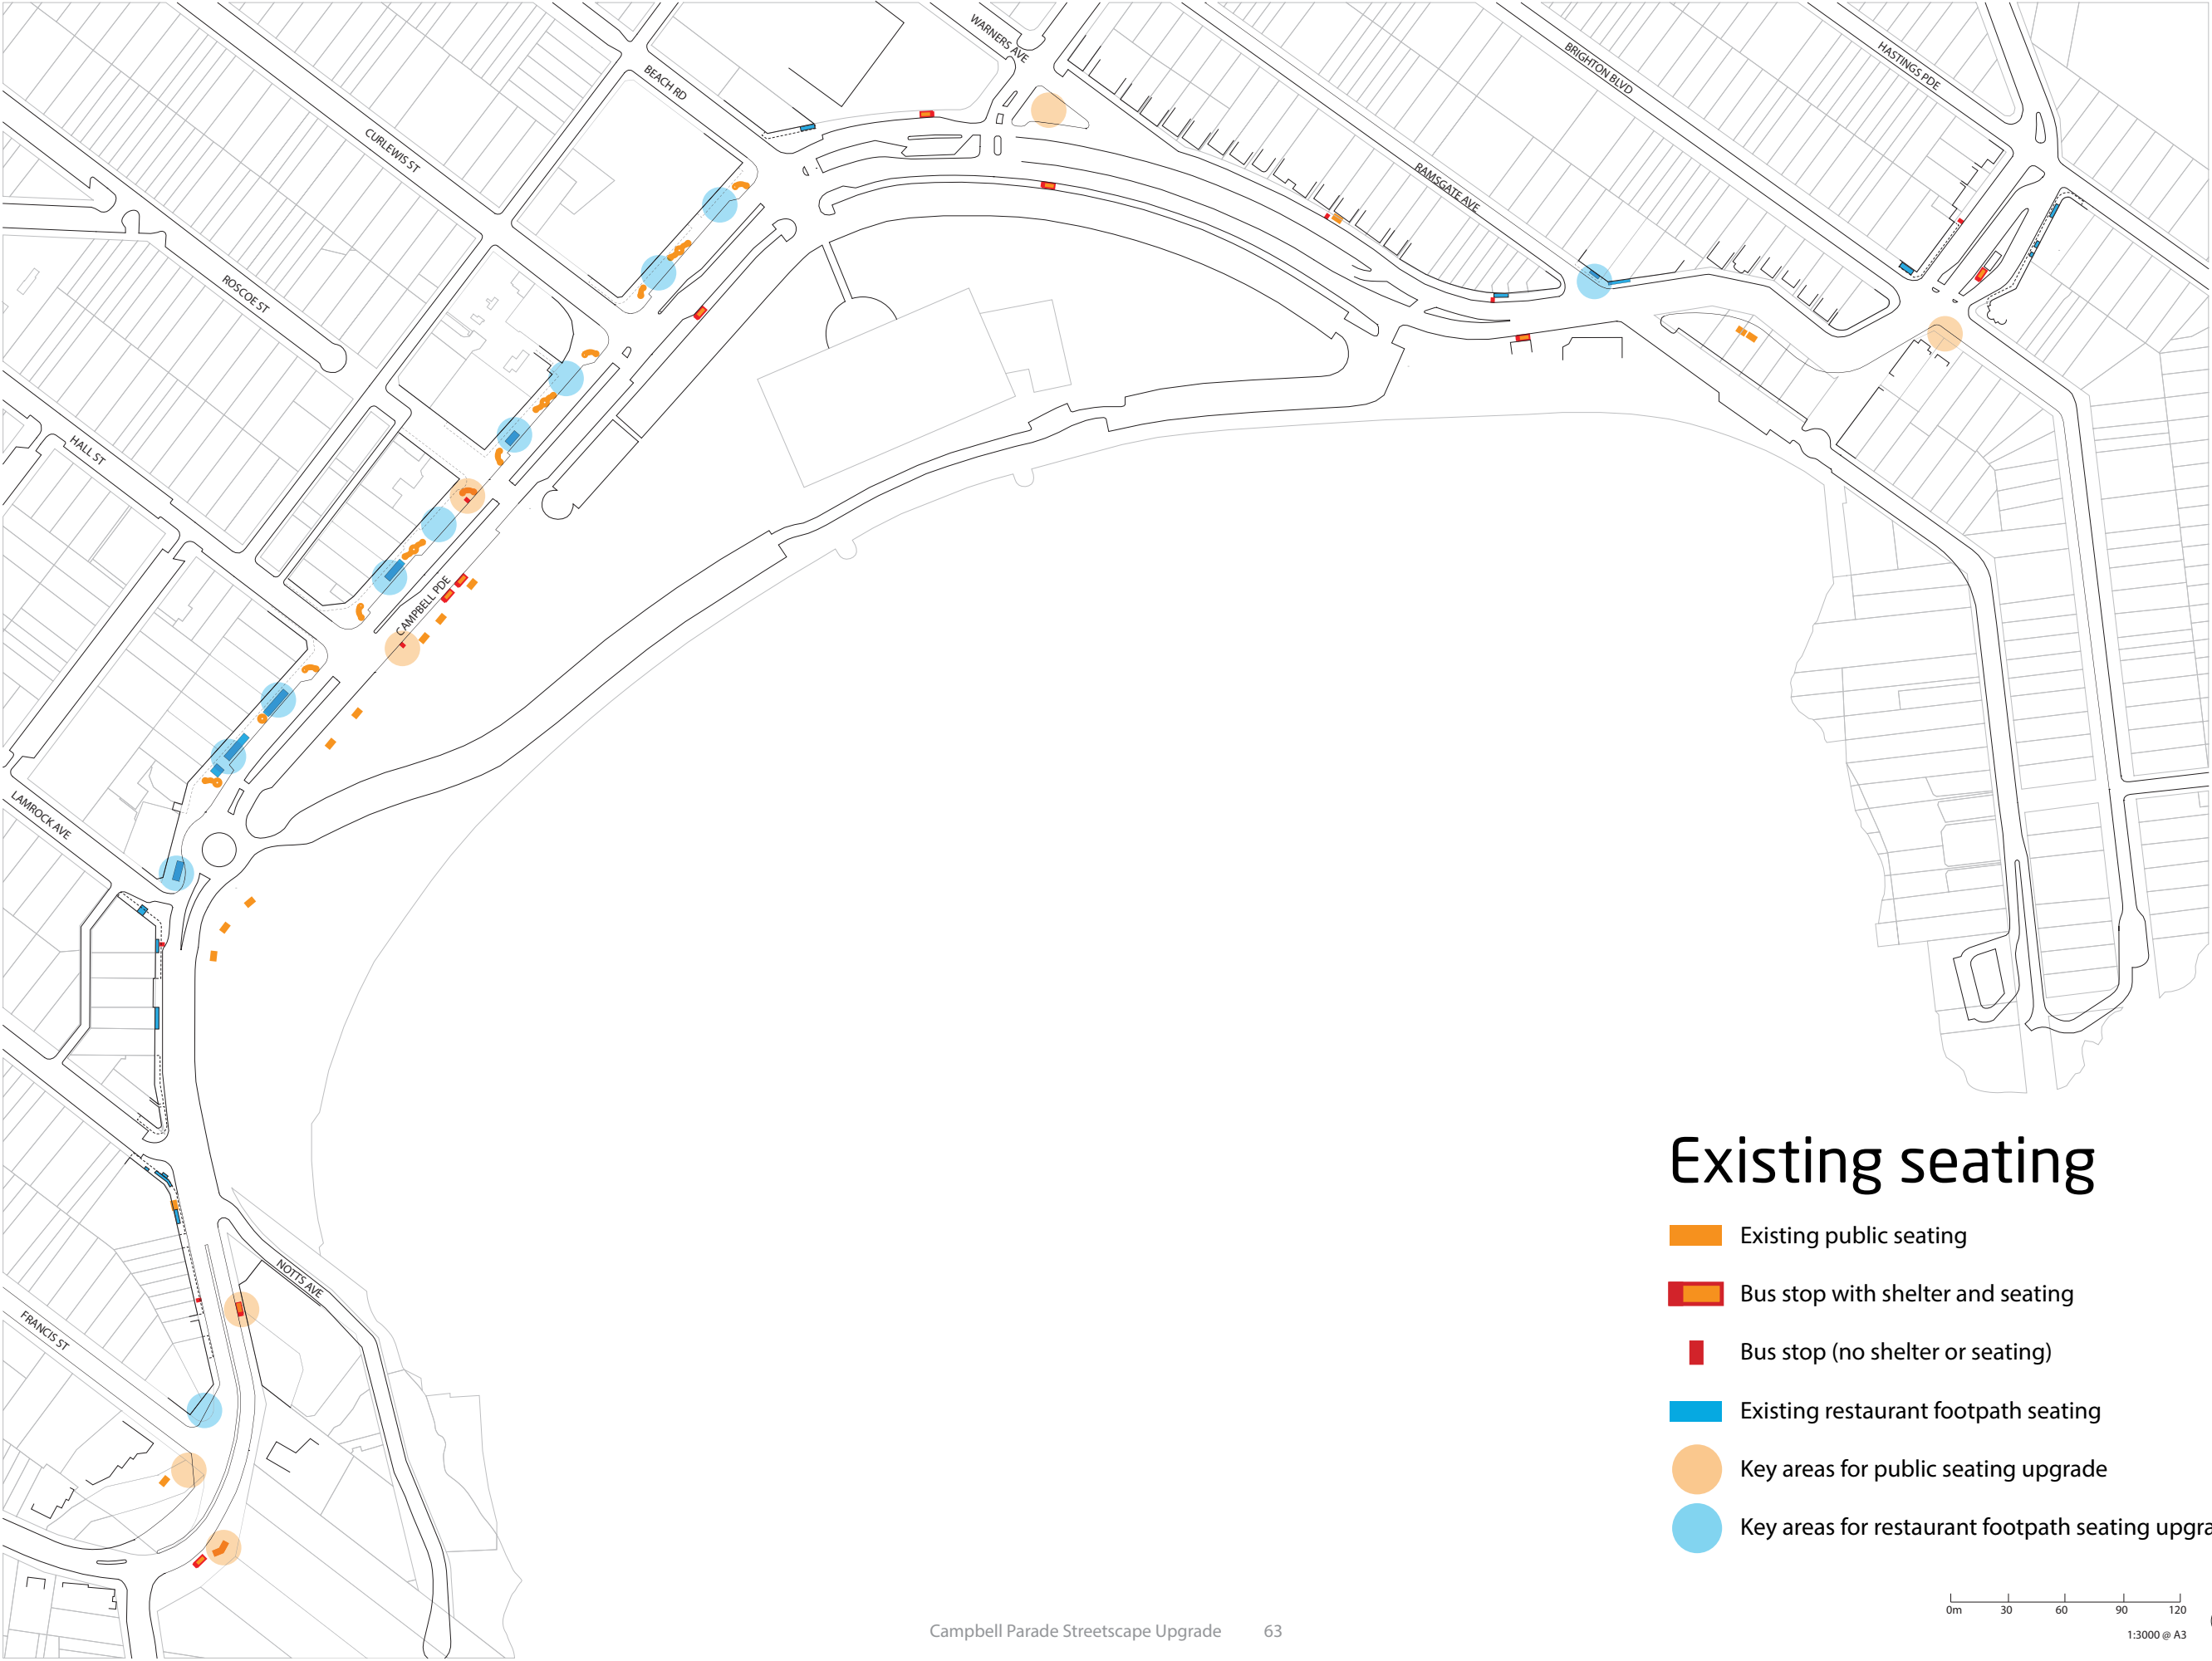 WARNERS AVE
BEACH RD
BRIGHTON BLVD
HASTINGS PDE
CURLEWIS ST
RAMSGATE AVE
ROSCOE ST
HALL ST
CAMPBELL PDE
LAMROCK AVE
NOTTS AVE
FRANCIS ST
Existing seating
Existing public seating
Bus stop with shelter and seating
Bus stop (no shelter or seating)
Existing restaurant footpath seating
Key areas for public seating upgrade
Key areas for restaurant footpath seating upgra
0m 30 60 90 120
1:3000 @ A3
Campbell Parade Streetscape Upgrade 63